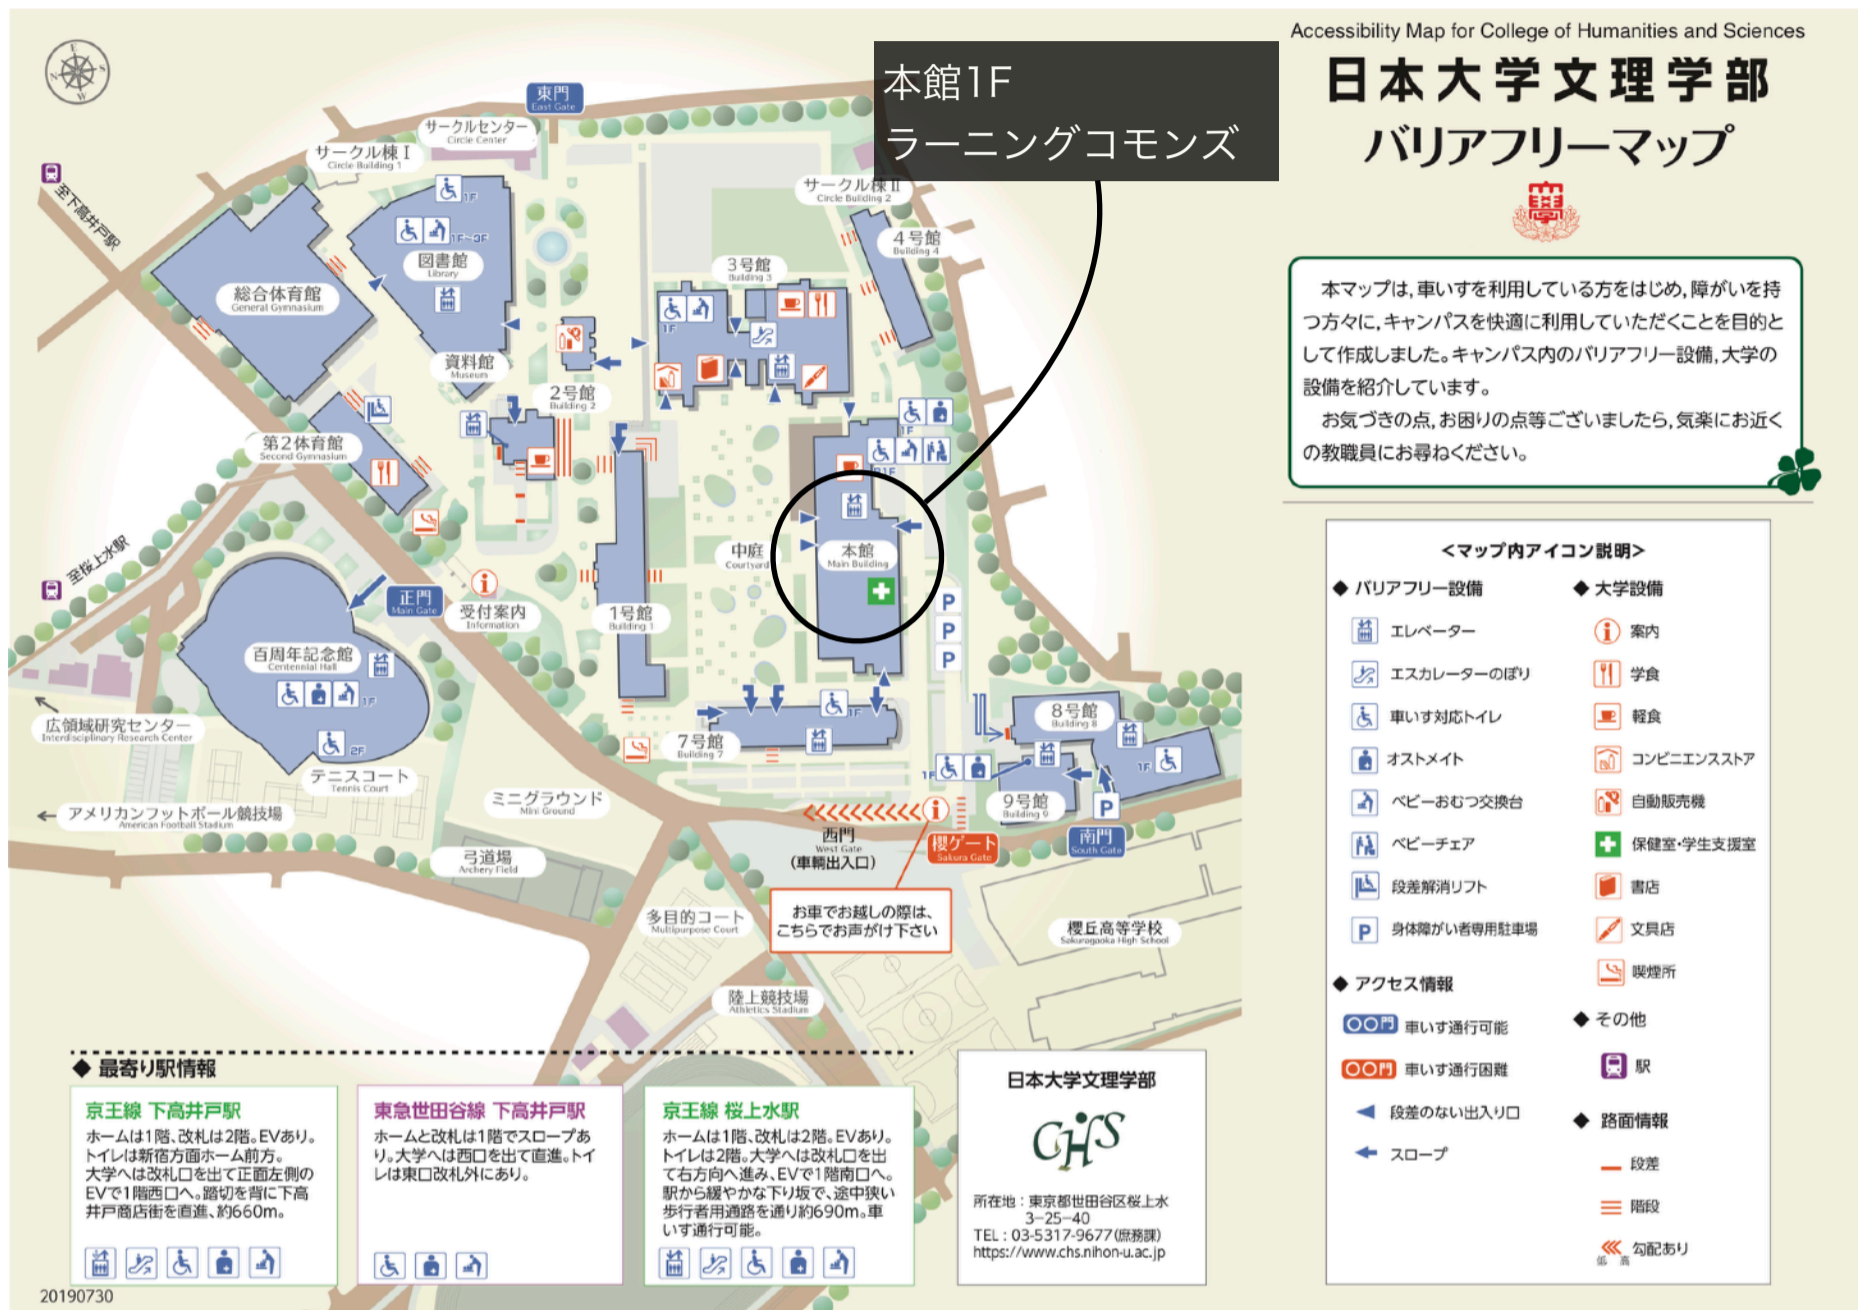 Accessibility Map for College of Humanities and Sciences
日本大学文理学部
バリアフリーマップ
本館1F
ラーニングコモンズ
本マップは,車いすを利用している方をはじめ,障がいを持
つ方々に,キャンパスを快適に利用していただくことを目的と
して作成しました。キャンパス内のバリアフリー設備,大学の
設備を紹介しています。
お気づきの点,お困りの点等ございましたら,気楽にお近く
の教職員にお尋ねください。
E
N
S
W
東門
East Gate
サークルセンター
Circle Center
サークル棟Ⅰ
Circle Building 1
至下高井戸駅
1F
1F~3F
図書館
Library
総合体育館
General Gymnasium
資料館
Museum
サークル棟Ⅱ
Circle Building 2
4号館
Building 4
3号館
Building 3
1F
2号館
Building 2
第2体育館
Second Gymnasium
1F
B1F
至桜上水駅
中庭
Courtyard
本館
Main Building
P
P
P
正門
Main Gate
受付案内
Information
1号館
Building 1
百周年記念館
Centennial Hall
1F
2F
広領域研究センター
Interdisciplinary Research Center
テニスコート
Tennis Court
アメリカンフットボール競技場
American Football Stadium
ミニグラウンド
Mini Ground
弓道場
Archery Field
7号館
Building 7
1F
8号館
Building 8
1F
1F
9号館
Building 9
P
南門
South Gate
西門
West Gate
(車輌出入口)
櫻ゲート
Sakura Gate
お車でお越しの際は、
こちらでお声がけ下さい
多目的コート
Multipurpose Court
櫻丘高等学校
Sakuragaoka High School
陸上競技場
Athletics Stadium
<マップ内アイコン説明>
◆ バリアフリー設備
エレベーター
エスカレーターのぼり
車いす対応トイレ
オストメイト
ベビーおむつ交換台
ベビーチェア
段差解消リフト
P 身体障がい者専用駐車場
◆ アクセス情報
〇〇門 車いす通行可能
〇〇門 車いす通行困難
段差のない出入り口
スロープ
◆ 大学設備
案内
学食
軽食
コンビニエンスストア
自動販売機
保健室・学生支援室
書店
文具店
喫煙所
◆ その他
駅
◆ 路面情報
段差
階段
勾配あり
低 高
◆ 最寄り駅情報
京王線 下高井戸駅
ホームは1階、改札は2階。EVあり。
トイレは新宿方面ホーム前方。
大学へは改札口を出て正面左側の
EVで1階西口へ。踏切を背に下高
井戸商店街を直進、約660m。
東急世田谷線 下高井戸駅
ホームと改札は1階でスロープあ
り。大学へは西口を出て直進。トイ
レは東口改札外にあり。
京王線 桜上水駅
ホームは1階、改札は2階。EVあり。
トイレは2階。大学へは改札口を出
て右方向へ進み、EVで1階南口へ。
駅から緩やかな下り坂で、途中狭い
歩行者用通路を通り約690m。車
いす通行可能。
日本大学文理学部
CHS
所在地:東京都世田谷区桜上水
3-25-40
TEL:03-5317-9677(庶務課)
https://www.chs.nihon-u.ac.jp
20190730